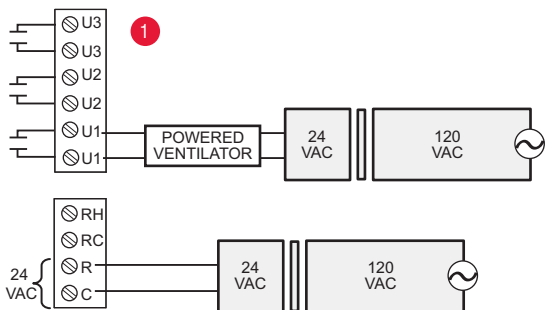 U3
1
U3
U2
U2
U1
POWERED
VENTILATOR
24
VAC
120
VAC
U1
RH
RC
R
24
VAC
C
24
VAC
120
VAC